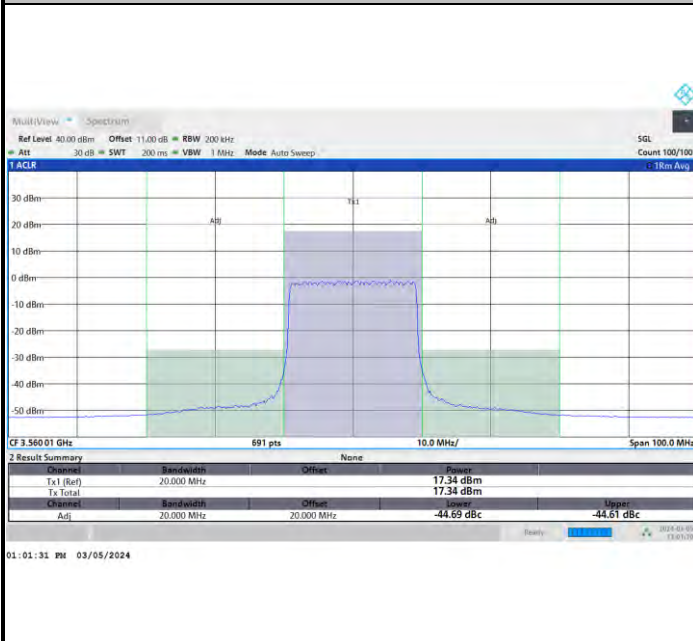 MultiView Spectrum
Ref Level 40.00 dBm Offset 11.00 dB RBW 200 kHz SGL
Att 30 dB SWT 200 ms VBW 1 MHz Mode Auto Sweep Count 100/100
1 ACLR 1Rm Avg
30 dBm
Tx1
20 dBm Adj Adj
10 dBm
0 dBm
-10 dBm
-20 dBm
-30 dBm
-40 dBm
-50 dBm
CF 3.560 01 GHz 691 pts 10.0 MHz/ Span 100.0 MHz
2 Result Summary None
Channel Bandwidth Offset Power
Tx1 (Ref) 20.000 MHz 17.34 dBm
Tx Total 17.34 dBm
Channel Bandwidth Offset Lower Upper
Adj 20.000 MHz 20.000 MHz -44.69 dBc -44.61 dBc
Ready
01:01:31 PM 03/05/2024